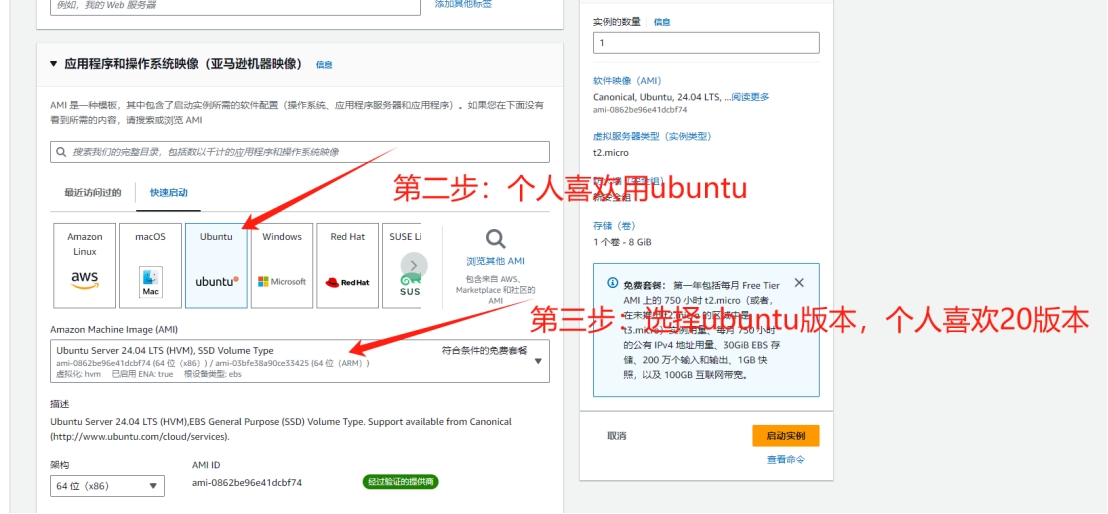 例如，我的 Web 服务器
添加其他标签
▼ 应用程序和操作系统映像（亚马逊机器映像） 信息
AMI 是一种模板，其中包含了启动实例所需的软件配置（操作系统、应用程序服务器和应用程序）。如果您在下面没有
看到所需的内容，请搜索或浏览 AMI
搜索我们的完整目录，包括数以千计的应用程序和操作系统映像
最近访问过的
快速启动
Amazon
Linux
aws
macOS
Mac
Ubuntu
ubuntu
Windows
Microsoft
Red Hat
Red Hat
SUSE Li
SUS
浏览其他 AMI
包含来自 AWS、
Marketplace 和社区的
AMI
第二步：个人喜欢用ubuntu
Amazon Machine Image (AMI)
Ubuntu Server 24.04 LTS (HVM), SSD Volume Type
符合条件的免费套餐
ami-0862be96e41dcbf74 (64 位（x86）) / ami-03bfe38a90ce33425 (64 位（ARM）)
虚拟化: hvm 已启用 ENA: true 根设备类型: ebs
第三步：选择ubuntu版本，个人喜欢20版本
描述
Ubuntu Server 24.04 LTS (HVM),EBS General Purpose (SSD) Volume Type. Support available from Canonical
(http://www.ubuntu.com/cloud/services).
架构
64 位（x86）
AMI ID
ami-0862be96e41dcbf74
经过验证的提供商
实例的数量 信息
1
软件映像（AMI）
Canonical, Ubuntu, 24.04 LTS, ...阅读更多
ami-0862be96e41dcbf74
虚拟服务器类型（实例类型）
t2.micro
存储（卷）
1 个卷 - 8 GiB
免费套餐： 第一年包括每月 Free Tier
AMI 上的 750 小时 t2.micro（或者，
t3.micro）实例用量、每月 750 小时
的公有 IPv4 地址用量、30GiB EBS 存
储、200 万个输入和输出、1GB 快
照，以及 100GB 互联网带宽。
取消
启动实例
查看命令